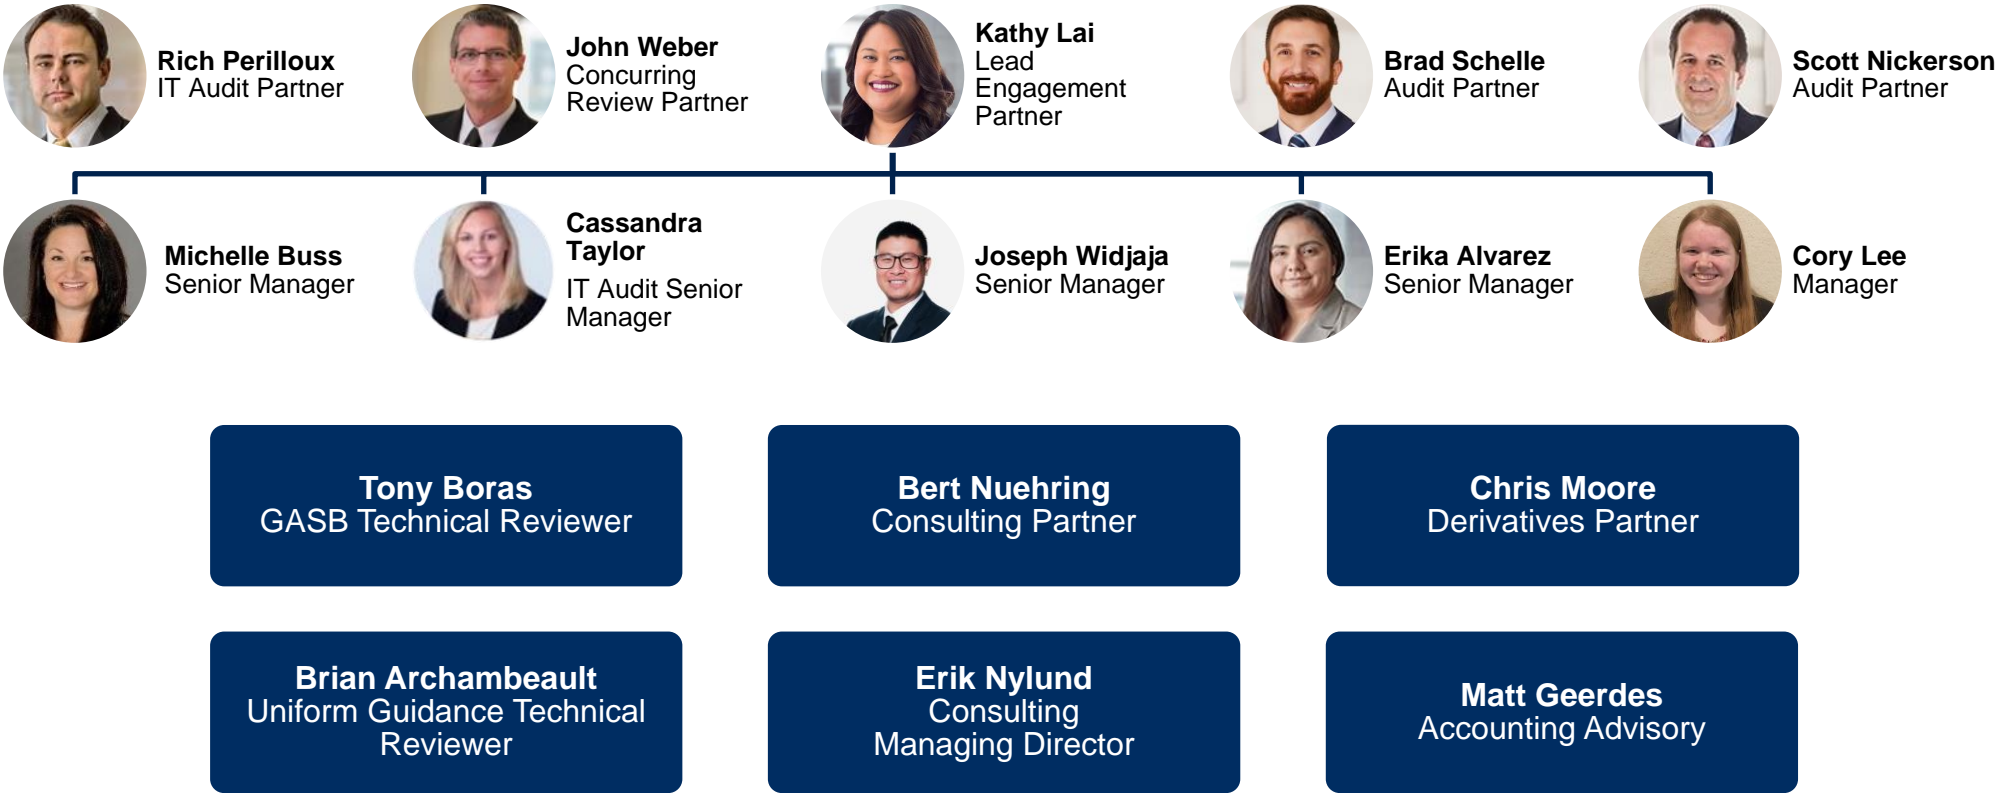 Rich Perilloux
IT Audit Partner
John Weber
Concurring
Review Partner
Kathy Lai
Lead
Engagement
Partner
Brad Schelle
Audit Partner
Scott Nickerson
Audit Partner
Michelle Buss
Senior Manager
Cassandra
Taylor
IT Audit Senior
Manager
Joseph Widjaja
Senior Manager
Erika Alvarez
Senior Manager
Cory Lee
Manager
Tony Boras
GASB Technical Reviewer
Bert Nuehring
Consulting Partner
Chris Moore
Derivatives Partner
Brian Archambeault
Uniform Guidance Technical
Reviewer
Erik Nylund
Consulting
Managing Director
Matt Geerdes
Accounting Advisory